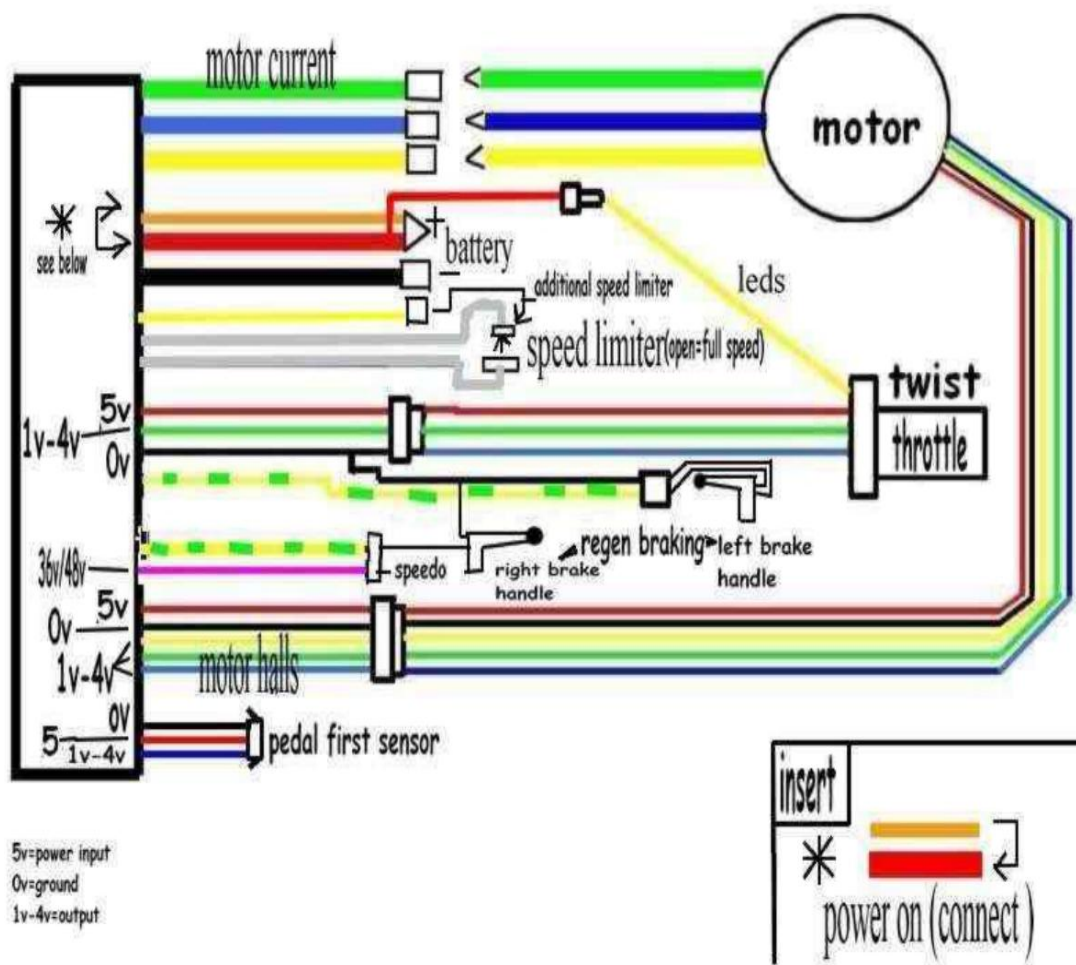 motor current
motor
*
see below
+
battery
-
additional speed limiter
leds
*
speed limiter(open=full speed)
twist
throttle
5v
1v-4v
0v
regen braking
left brake
handle
36v/48v
speedo
right brake
handle
5v
0v
1v-4v
motor halls
0V
5
1v-4v
pedal first sensor
insert
*
power on (connect )
5v=power input
0v=ground
1v-4v=output